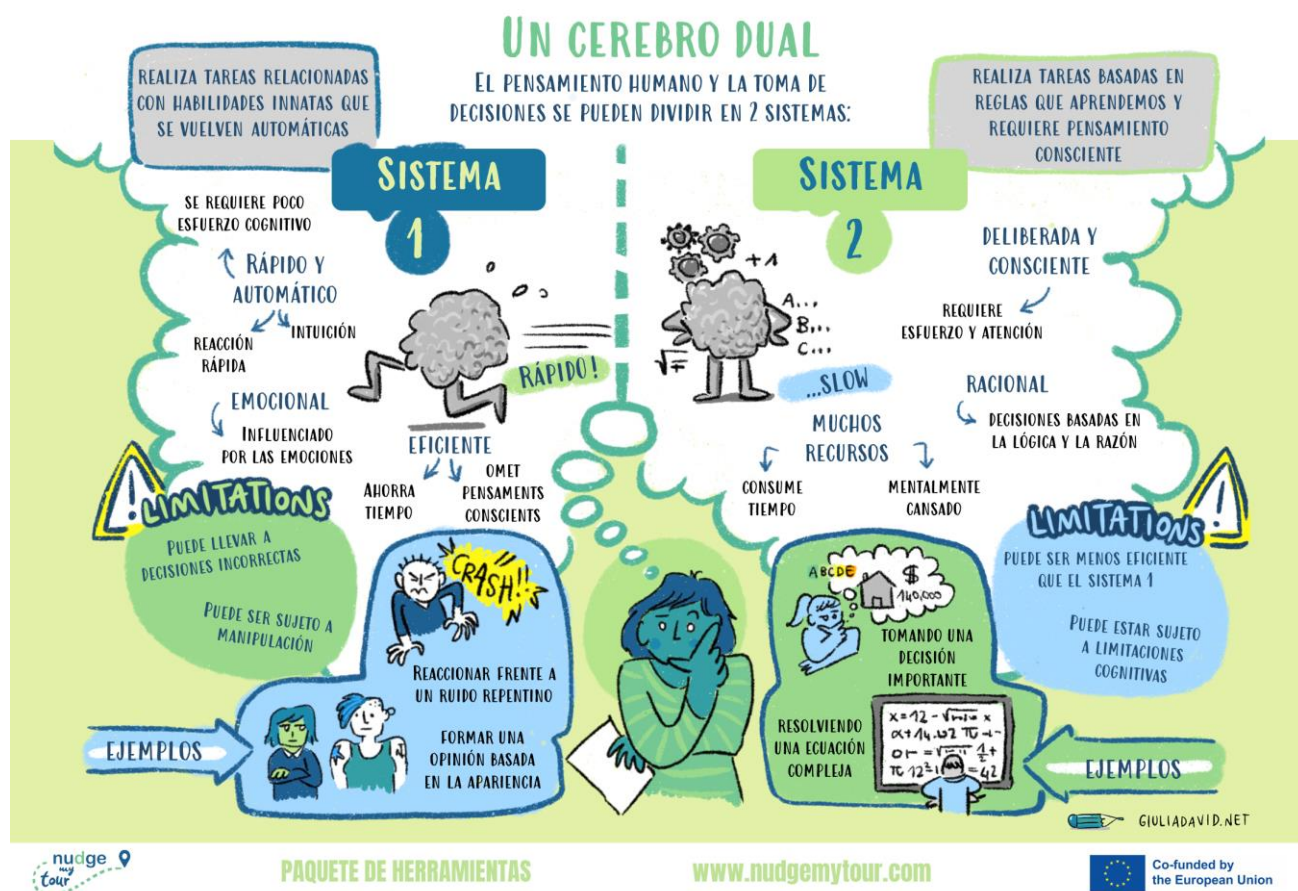 UN CEREBRO DUAL
EL PENSAMIENTO HUMANO Y LA TOMA DE
DECISIONES SE PUEDEN DIVIDIR EN 2 SISTEMAS:
REALIZA TAREAS RELACIONADAS
CON HABILIDADES INNATAS QUE
SE VUELVEN AUTOMÁTICAS
SISTEMA
1
SE REQUIERE POCO
ESFUERZO COGNITIVO
RÁPIDO Y
AUTOMÁTICO
INTUICIÓN
REACCIÓN
RÁPIDA
RÁPIDO!
EMOCIONAL
INFLUENCIADO
POR LAS EMOCIONES
EFICIENTE
AHORRA
TIEMPO
OMET
PENSAMENTS
CONSCIENTS
LIMITATIONS
PUEDE LLEVAR A
DECISIONES INCORRECTAS
PUEDE SER SUJETO A
MANIPULACIÓN
CRASH!!
REACCIONAR FRENTE A
UN RUIDO REPENTINO
FORMAR UNA
OPINIÓN BASADA
EN LA APARIENCIA
EJEMPLOS
REALIZA TAREAS BASADAS EN
REGLAS QUE APRENDEMOS Y
REQUIERE PENSAMIENTO
CONSCIENTE
SISTEMA
2
+1
A...
B...
C...
DELIBERADA Y
CONSCIENTE
REQUIERE
ESFUERZO Y ATENCIÓN
...SLOW
RACIONAL
DECISIONES BASADAS EN
LA LÓGICA Y LA RAZÓN
MUCHOS
RECURSOS
CONSUME
TIEMPO
MENTALMENTE
CANSADO
LIMITATIONS
PUEDE SER MENOS EFICIENTE
QUE EL SISTEMA 1
PUEDE ESTAR SUJETO
A LIMITACIONES
COGNITIVAS
ABCDE
$
140,000
TOMANDO UNA
DECISIÓN
IMPORTANTE
RESOLVIENDO
UNA ECUACIÓN
COMPLEJA
x=12-
= 42
EJEMPLOS
GIULIADAVID.NET
nudge
my
tour
PAQUETE DE HERRAMIENTAS
www.nudgemytour.com
Co-funded by
the European Union